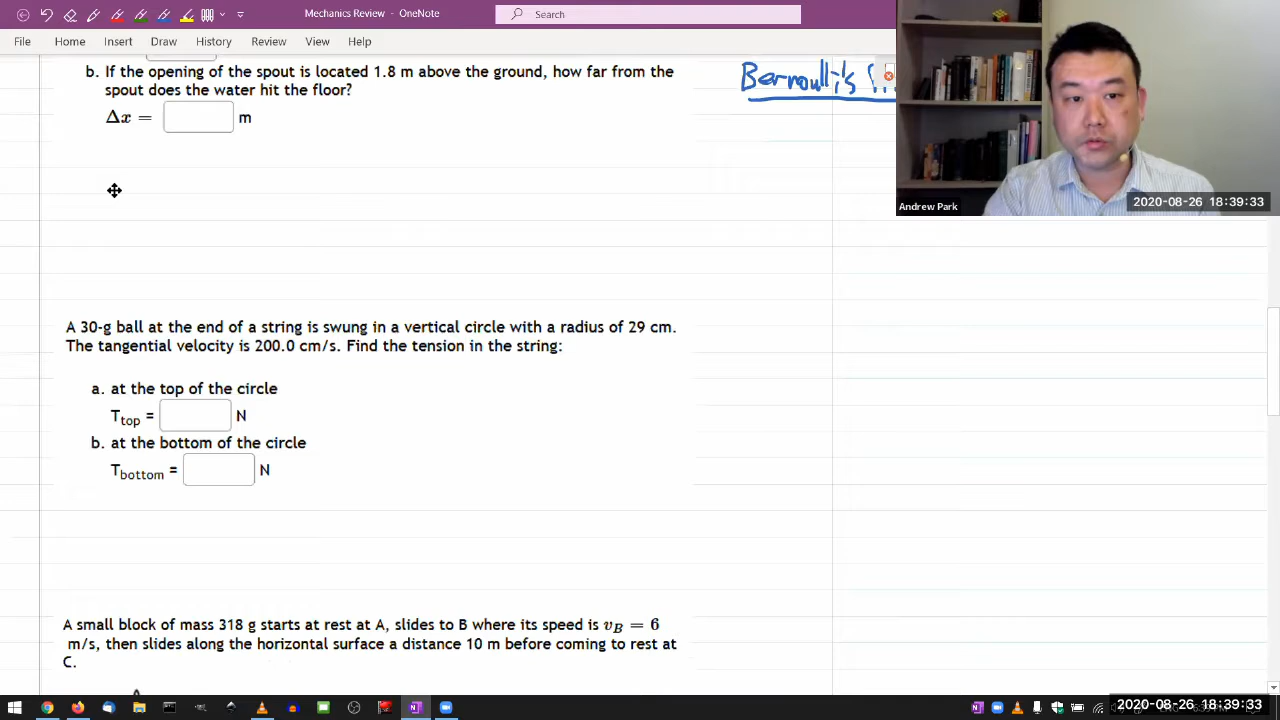 Mechanics Review - OneNote
Search
File Home Insert Draw History Review View Help
b. If the opening of the spout is located 1.8 m above the ground, how far from the
spout does the water hit the floor?
Δx = m
Bernoulli's
Andrew Park
2020-08-26 18:39:33
A 30-g ball at the end of a string is swung in a vertical circle with a radius of 29 cm.
The tangential velocity is 200.0 cm/s. Find the tension in the string:
a. at the top of the circle
Ttop = N
b. at the bottom of the circle
Tbottom = N
A small block of mass 318 g starts at rest at A, slides to B where its speed is vB = 6
m/s, then slides along the horizontal surface a distance 10 m before coming to rest at
C.
2020-08-26 18:39:33